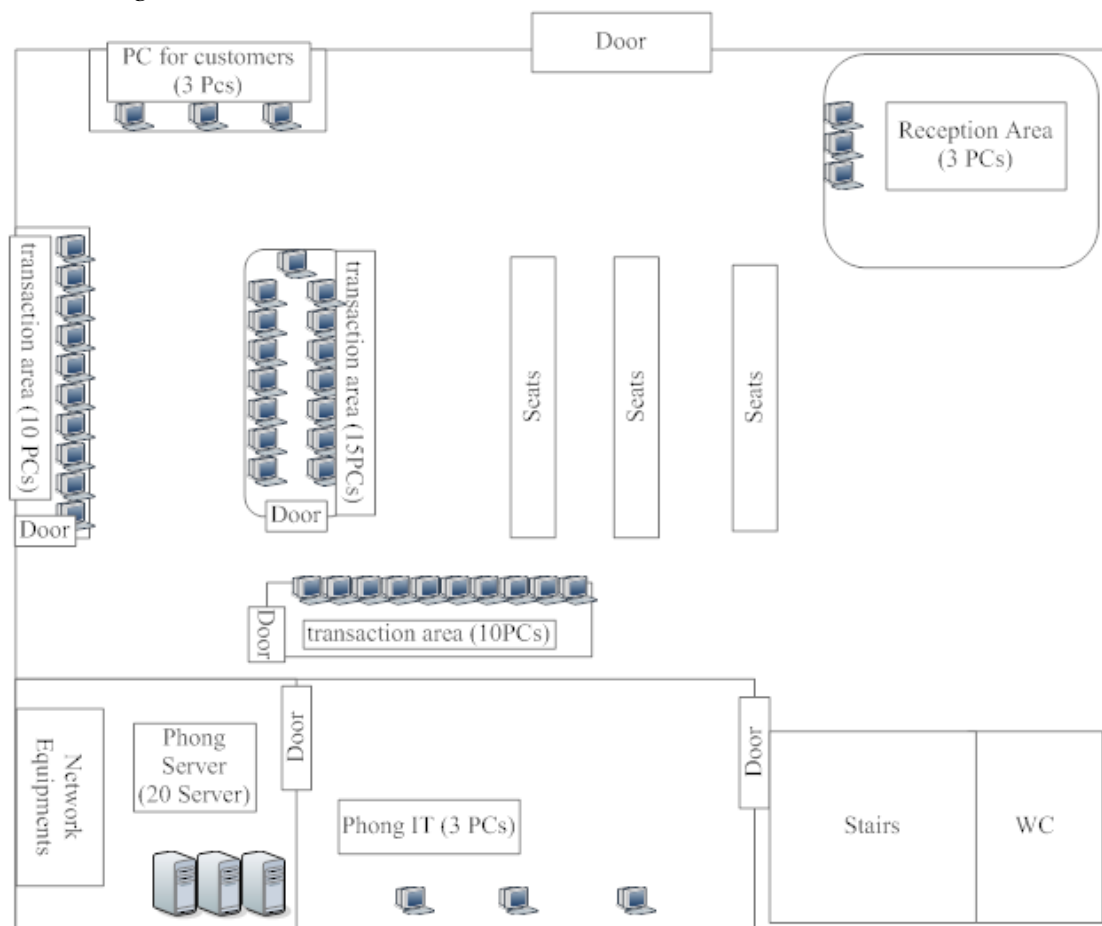 Door
PC for customers
(3 Pcs)
Reception Area
(3 PCs)
transaction area (10 PCs)
Door
transaction area (15PCs)
Door
Seats
Seats
Seats
Door
transaction area (10PCs)
Network
Equipments
Phong
Server
(20 Server)
Door
Phong IT (3 PCs)
Door
Stairs
WC